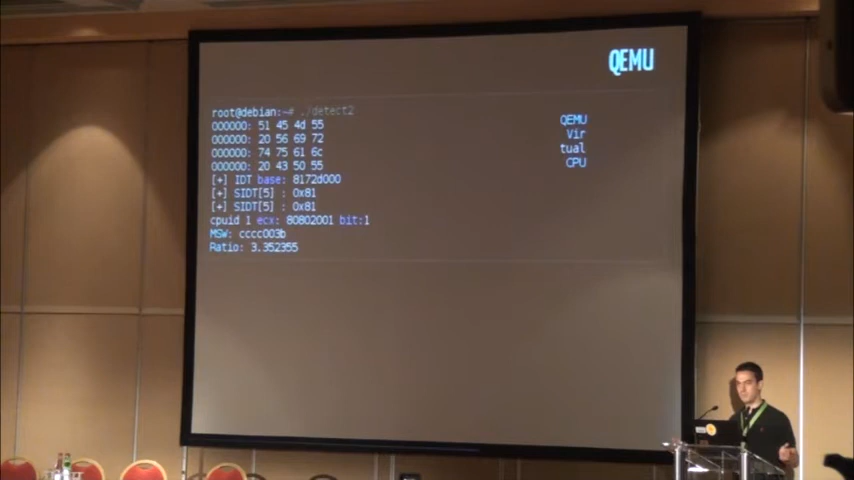 QEMU
root@debian:~# ./detect2
000000: 51 45 4d 55 QEMU
000000: 20 56 69 72 Vir
000000: 74 75 61 6c tual
000000: 20 43 50 55 CPU
[+] IDT base: 8172d000
[+] SIDT[5] : 0x81
[+] SIDT[5] : 0x81
cpuid 1 ecx: 80802001 bit:1
MSW: cccc003b
Ratio: 3.352355